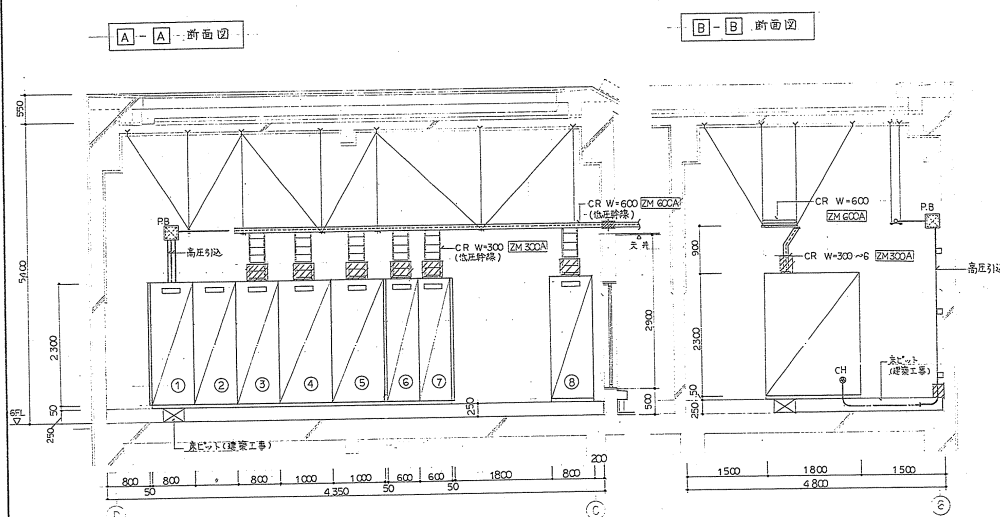 A - A 断面図
B - B 断面図
550
5400
2300
50
250
6FL
P.B
高圧引込
CR W=600 ZM 600A
(低圧幹線)
天井
CR W=300 ZM 300A
(低圧幹線)
① ② ③ ④ ⑤ ⑥ ⑦ ⑧
250
2900
500
床ピット(建築工事)
800 800 800 1000 1000 600 600 1800 800 200
50 50 50
4350
C
CR W=600
ZM 600A
P.B
CR W=300 ~6 ZM300A
高圧引込
900
2300
50
250
CH
床ピット
(建築工事)
1500 1800 1500
4800
6